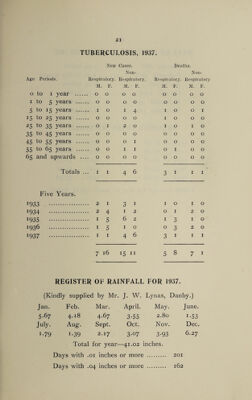 23
TUBERCULOSIS, 1937.
New Cases. Deaths.
Non- Non-
Age Periods. Respiratory. Respiratory. Respiratory. Respiratory.
M. F. M. F. M. F. M. F.
0 to 1 year ...... 0 0 0 0 0 0 0 0
1 to 5 years ...... 0 0 0 0 0 0 0 0
5 to 15 years ...... 1 0 1 4 1 0 0 1
15 to 25 years ...... 0 0 0 0 1 0 0 0
25 to 35 years ...... 0 1 2 0 1 0 1 0
35 to 45 years ...... 0 0 0 0 0 0 0 0
45 to 55 years ...... 0 0 0 1 0 0 0 0
55 to 65 years ...... 0 0 1 1 0 1 0 0
65 and upwards .... 0 0 0 0 0 0 0 0
Totals ... 1 1 4 6 3 1 1 1
Five Years.
1933 .................. 2 1 3 1 1 0 1 0
1934 .................. 2 4 1 2 0 1 2 0
1935 .................. 1 5 6 2 1 3 1 0
1936 .................. 1 5 1 0 0 3 2 0
1937 .................. 1 1 4 6 3 1 1 1
7 16 15 11 5 8 7 1
REGISTER OF RAINFALL FOR 1937.
(Kindly supplied by Mr. J. W. Lynas, Danby.)
Jan. Feb. Mar. April. May. June.
5.67 4.18 4.67 3.55 2.80 1.53
July. Aug. Sept. Oct. Nov. Dec.
1.79 1.39 2.17 3.07 3.93 6.27
Total for year—41.02 inches.
Days with .01 inches or more ......... 201
Days with .04 inches or more ......... 162